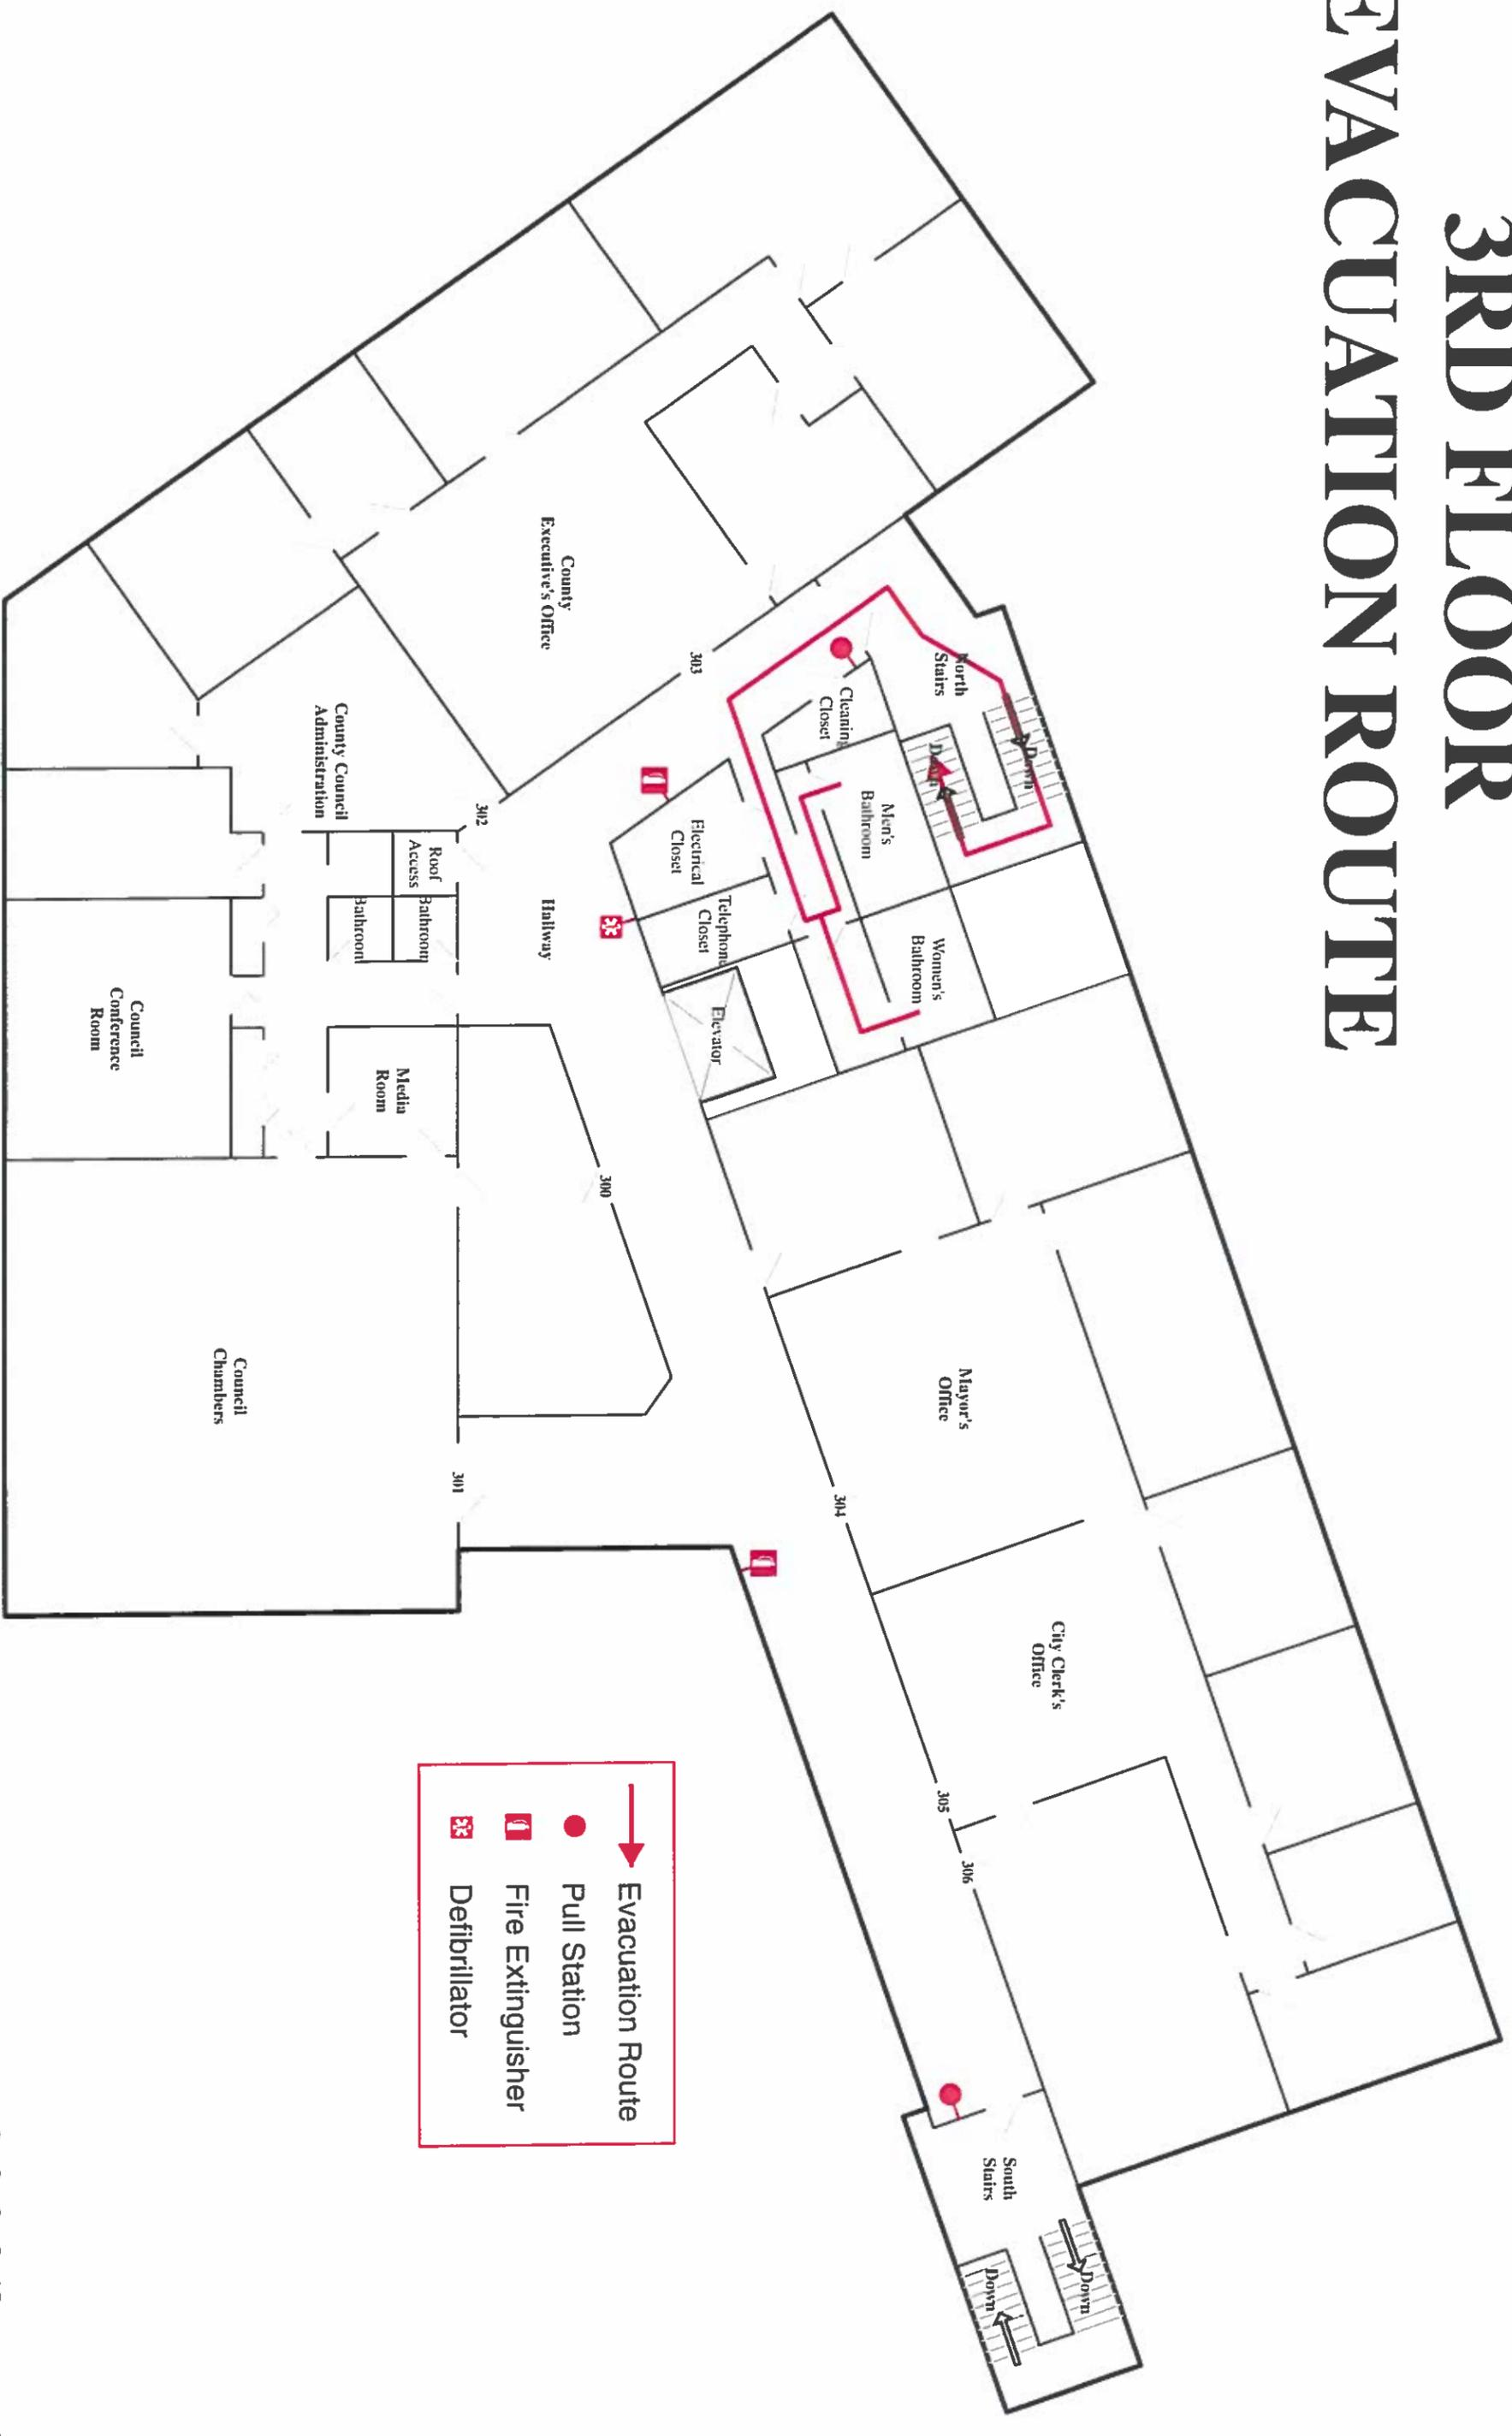 3RD FLOOR
EVACUATION ROUTE
North
Stairs
Down
Down
Cleaning
Closet
Men's
Bathroom
Women's
Bathroom
County
Executive's Office
303
Electrical
Closet
Telephone
Closet
Elevator
302
Hallway
County Council
Administration
Roof
Access
Bathroom
Bathroom
Media
Room
300
Council
Conference
Room
Council
Chambers
301
Mayor's
Office
304
City Clerk's
Office
305
306
South
Stairs
Down
Down
Evacuation Route
Pull Station
Fire Extinguisher
Defibrillator